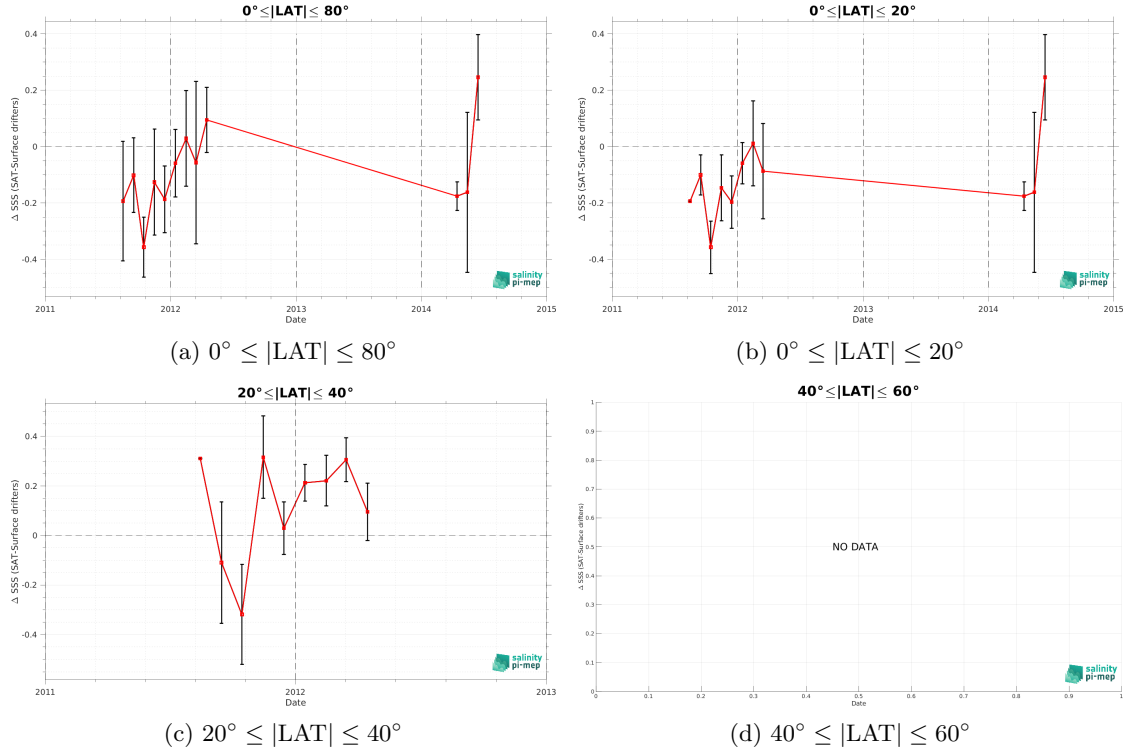 0°≤|LAT|≤ 80°
Δ SSS (SAT-Surface drifters)
0.4
0.2
0
-0.2
-0.4
2011
2012
2013
2014
2015
Date
salinity
pi-mep
(a) 0° ≤ |LAT| ≤ 80°
0°≤|LAT|≤ 20°
Δ SSS (SAT-Surface drifters)
0.4
0.2
0
-0.2
-0.4
2011
2012
2013
2014
2015
Date
salinity
pi-mep
(b) 0° ≤ |LAT| ≤ 20°
20°≤|LAT|≤ 40°
Δ SSS (SAT-Surface drifters)
0.4
0.2
0
-0.2
-0.4
2011
2012
2013
Date
salinity
pi-mep
(c) 20° ≤ |LAT| ≤ 40°
40°≤|LAT|≤ 60°
Δ SSS (SAT-Surface drifters)
1
0.9
0.8
0.7
0.6
0.5
0.4
0.3
0.2
0.1
0
NO DATA
0
0.1
0.2
0.3
0.4
0.5
0.6
0.7
0.8
0.9
1
Date
salinity
pi-mep
(d) 40° ≤ |LAT| ≤ 60°